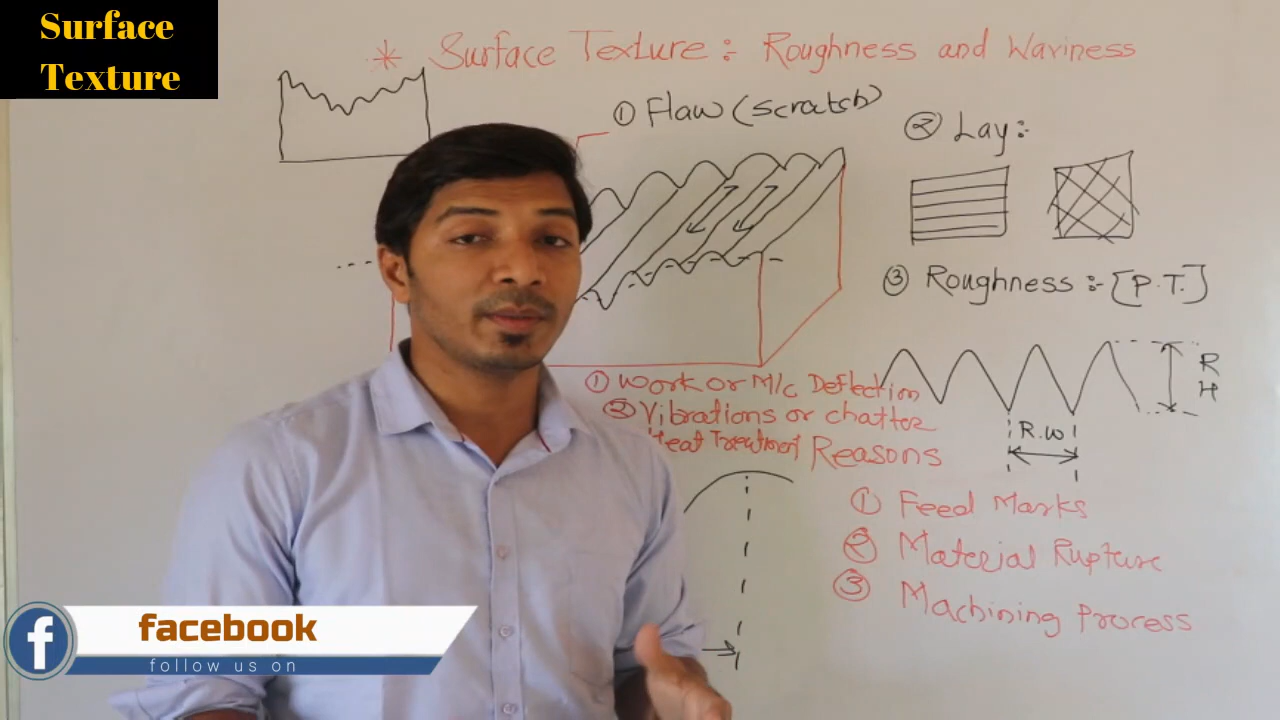 Surface
Texture
* Surface Texture :- Roughness and Waviness
① Flaw (Scratch)
② Lay :-
③ Roughness :- [P.T.]
R
H
R.W
① Work or M/c Deflection
② Vibrations or chatter
Heat Treatment
Reasons
① Feed Marks
② Material Rupture
③ Machining Process
facebook
follow us on